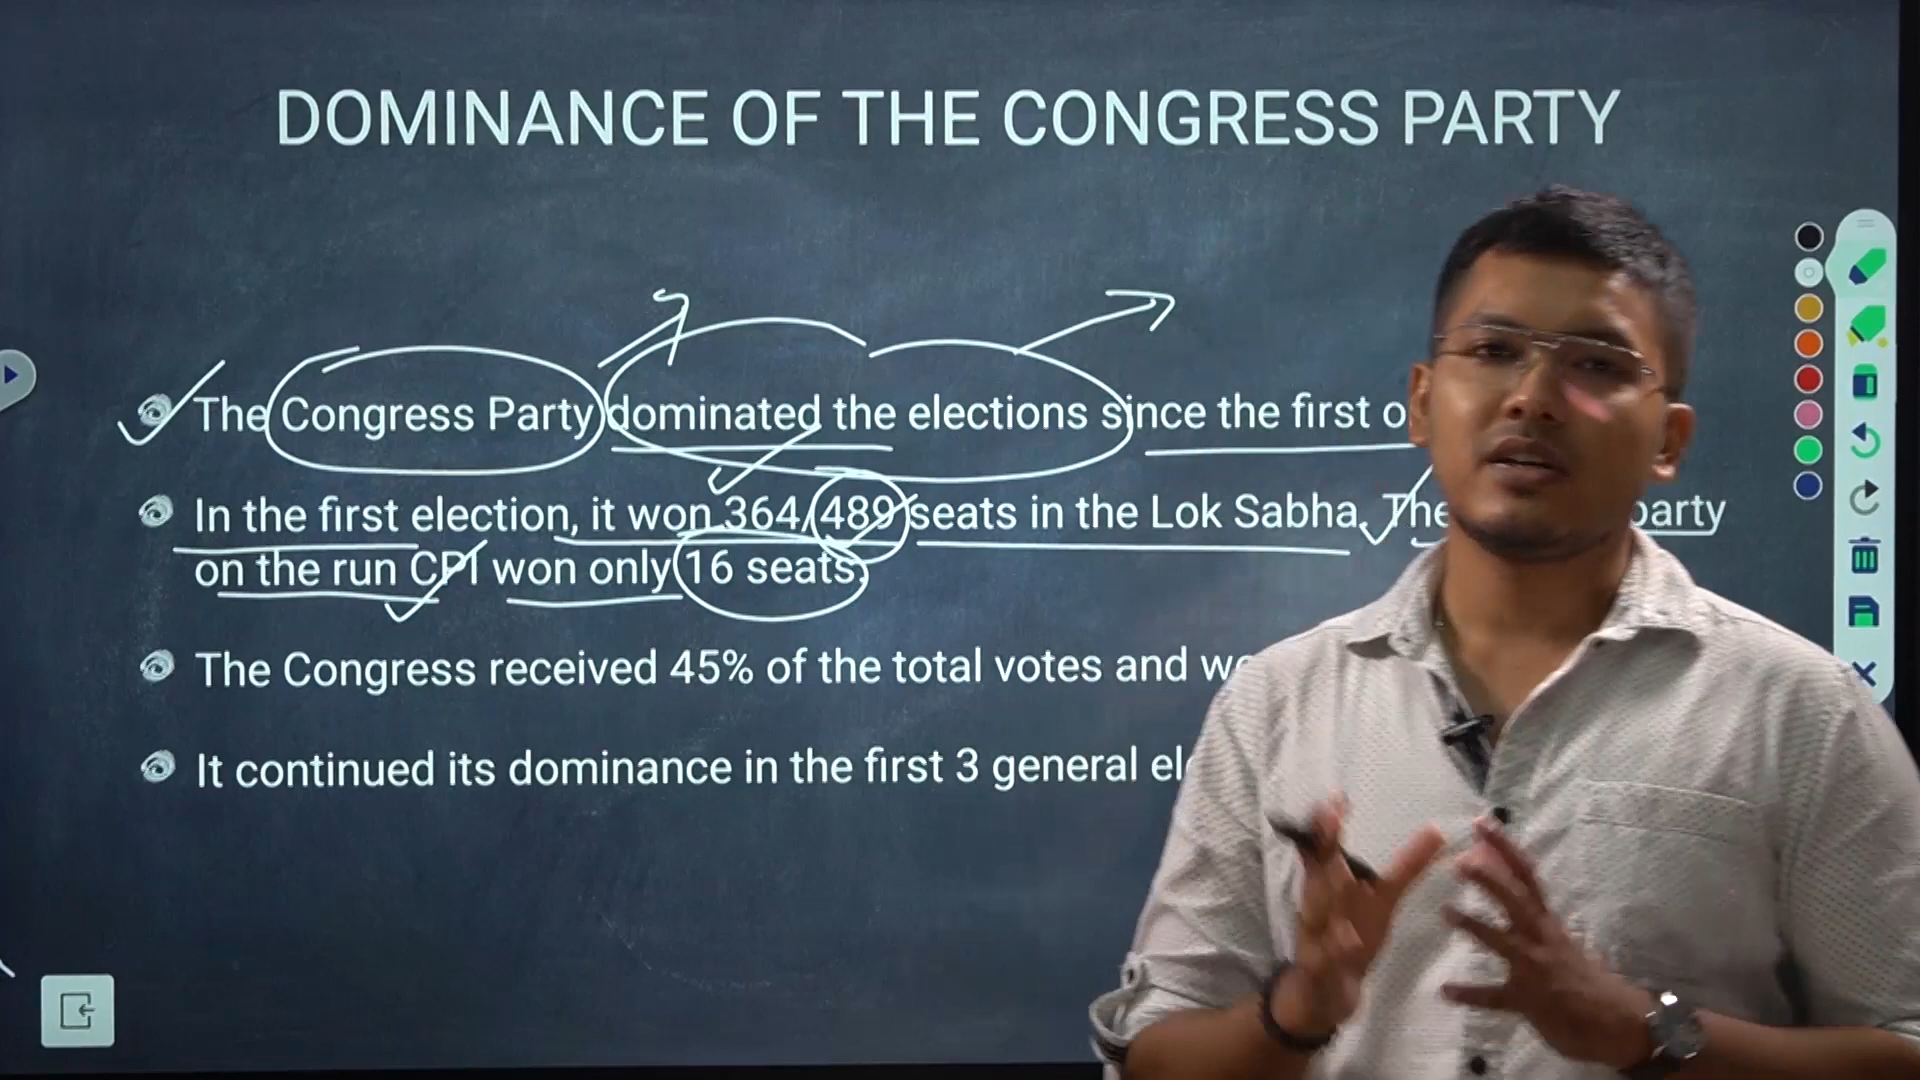 DOMINANCE OF THE CONGRESS PARTY
The Congress Party dominated the elections since the first
In the first election, it won 364/489 seats in the Lok Sabha. The party
on the run CPI won only 16 seats.
The Congress received 45% of the total votes and
It continued its dominance in the first 3 general